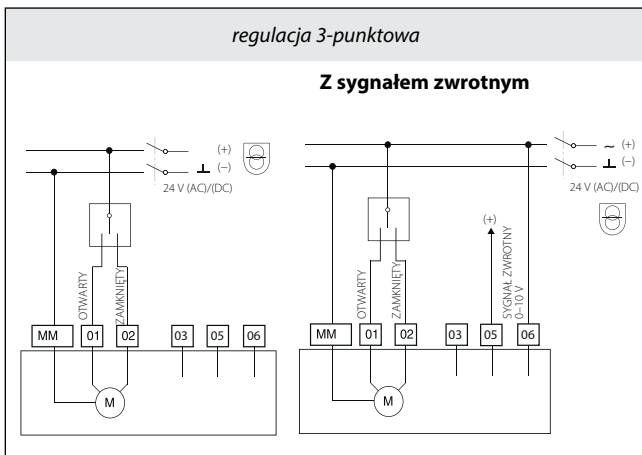 regulacja 3-punktowa
Z sygnałem zwrotnym
(+)
⊥ (−)
24 V (AC)/(DC)
OTWARTY
ZAMKNIĘTY
MM 01 02 03 05 06
M
~ (+)
⊥ (−)
24 V (AC)/(DC)
(+)
OTWARTY
ZAMKNIĘTY
SYGNAŁ ZWROTNY
0–10 V
MM 01 02 03 05 06
M